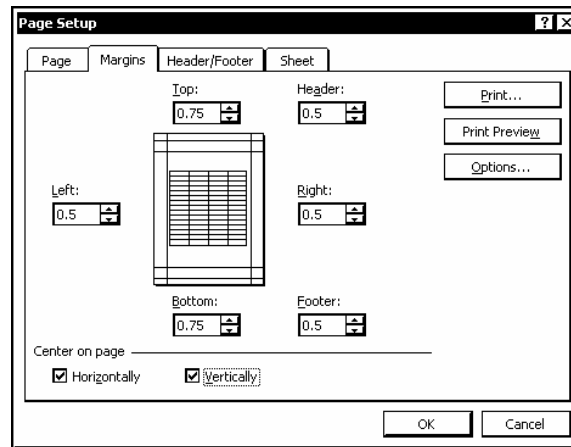 Page Setup
Page Margins Header/Footer Sheet
Top: Header:
0.75 0.5
Print...
Print Preview
Options...
Left: Right:
0.5 0.5
Bottom: Footer:
0.75 0.5
Center on page
Horizontally Vertically
OK Cancel